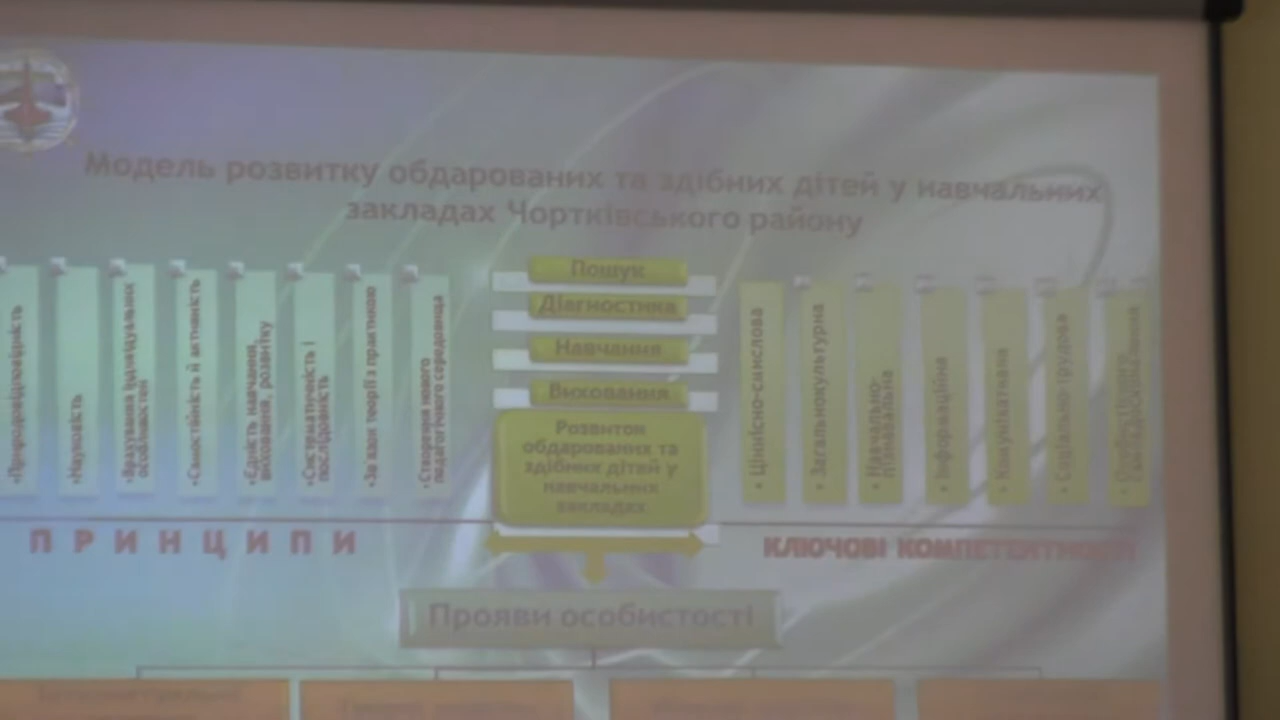 Модель розвитку обдарованих та здібних дітей у навчальних
закладах Чортківського району
•Природовідповідність
•Науковість
•Врахування індивідуальних
особливостей
•Самостійність й активність
•Єдність навчання,
виховання, розвитку
•Систематичність і
послідовність
•Зв'язок теорії з практикою
•Створення нового
педагогічного середовища
ПРИНЦИПИ
Пошук
Діагностика
Навчання
Виховання
Розвиток
обдарованих та
здібних дітей у
навчальних
закладах
• Ціннісно-смислова
• Загальнокультурна
• Навчально-
пізнавальна
• Інформаційна
• Комунікативна
• Соціально-трудова
КЛЮЧОВІ КОМПЕТЕНТНОСТІ
Прояви особистості